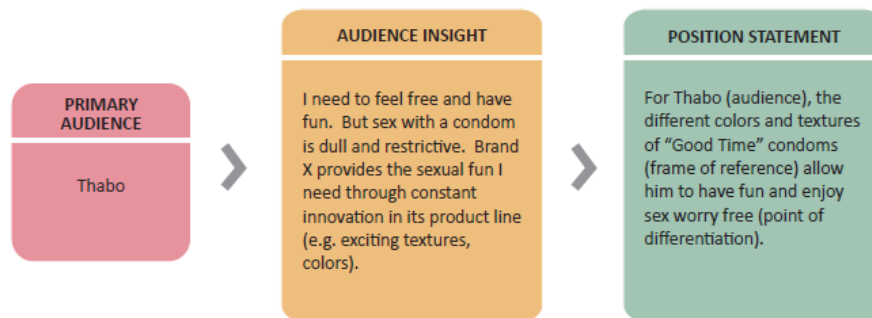 PRIMARY
AUDIENCE
Thabo
AUDIENCE INSIGHT
I need to feel free and have
fun.  But sex with a condom
is dull and restrictive.  Brand
X provides the sexual fun I
need through constant
innovation in its product line
(e.g. exciting textures,
colors).
POSITION STATEMENT
For Thabo (audience), the
different colors and textures
of “Good Time” condoms
(frame of reference) allow
him to have fun and enjoy
sex worry free (point of
differentiation).